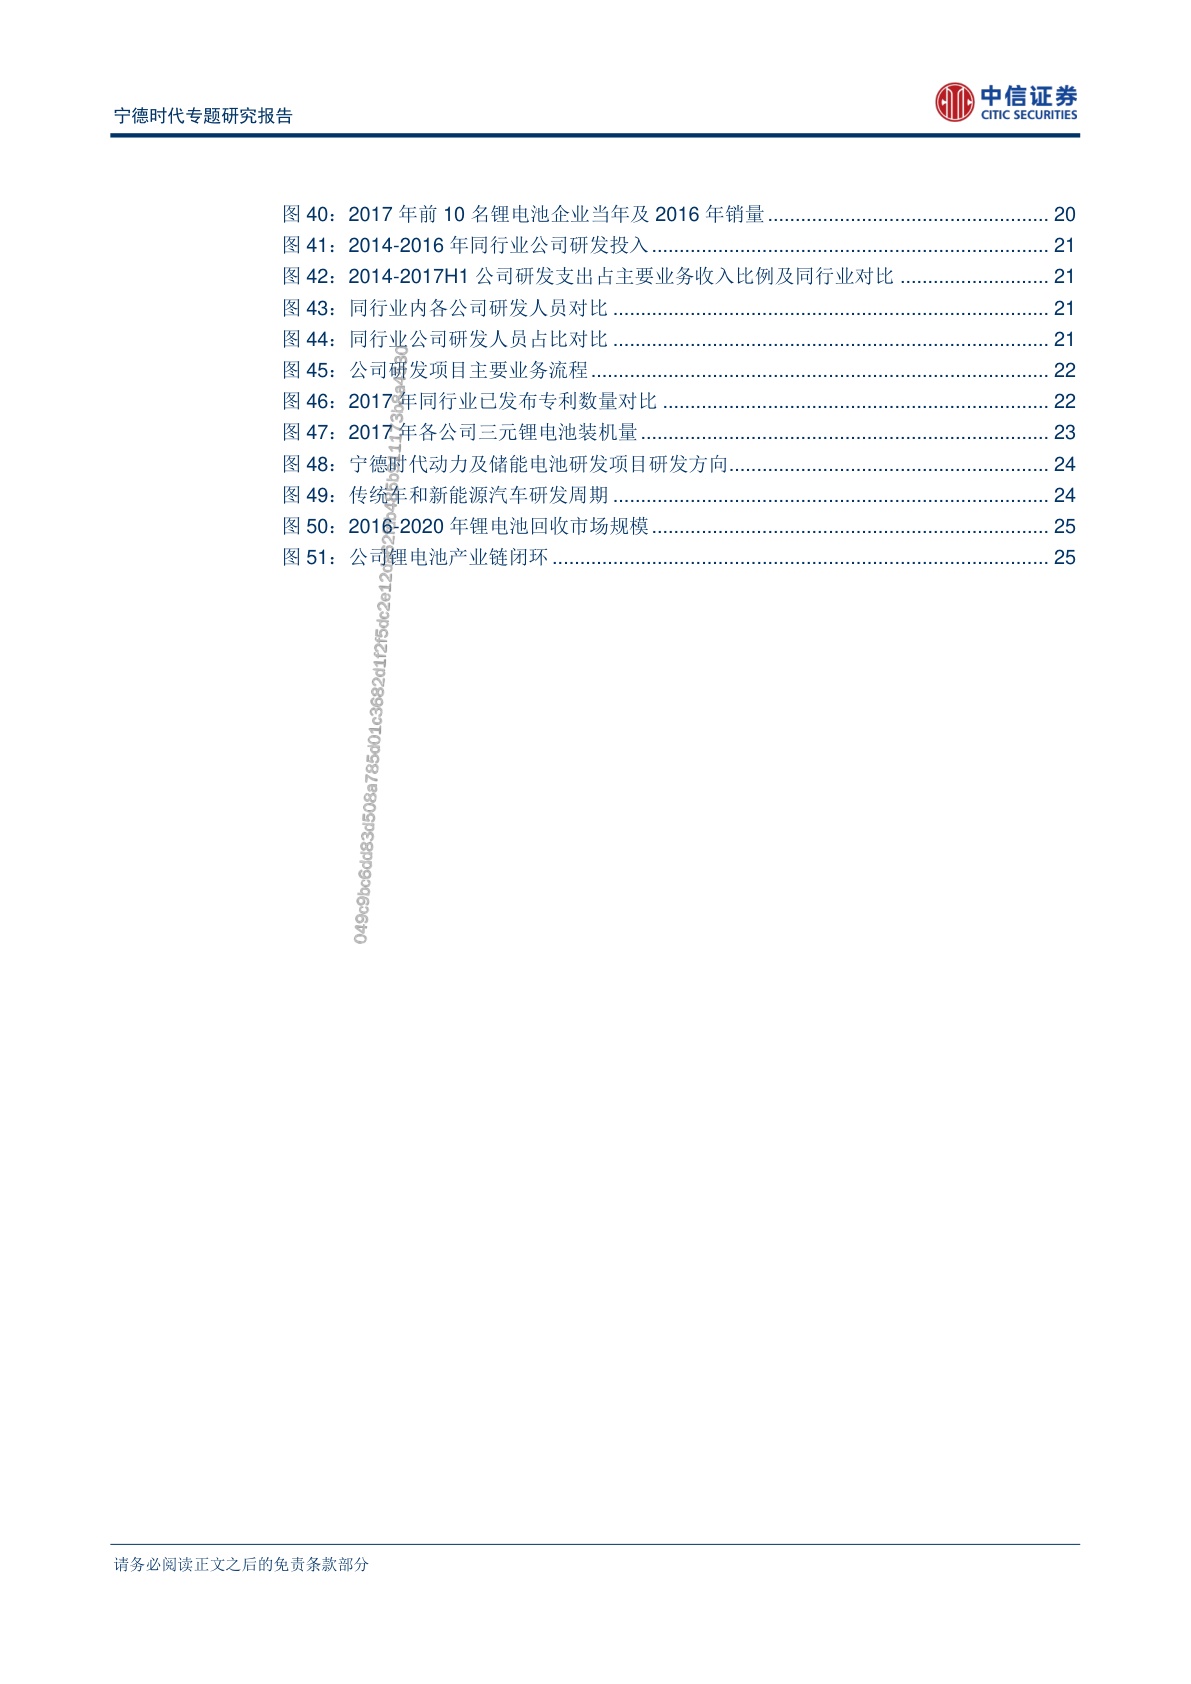 宁德时代专题研究报告
中信证券
CITIC SECURITIES
图 40：2017 年前 10 名锂电池企业当年及 2016 年销量 ................................................... 20
图 41：2014-2016 年同行业公司研发投入 ........................................................................ 21
图 42：2014-2017H1 公司研发支出占主要业务收入比例及同行业对比 ........................... 21
图 43：同行业内各公司研发人员对比 ............................................................................... 21
图 44：同行业公司研发人员占比对比 ............................................................................... 21
图 45：公司研发项目主要业务流程 ................................................................................... 22
图 46：2017 年同行业已发布专利数量对比 ...................................................................... 22
图 47：2017 年各公司三元锂电池装机量 .......................................................................... 23
图 48：宁德时代动力及储能电池研发项目研发方向 .......................................................... 24
图 49：传统车和新能源汽车研发周期 ............................................................................... 24
图 50：2016-2020 年锂电池回收市场规模 ........................................................................ 25
图 51：公司锂电池产业链闭环 .......................................................................................... 25
请务必阅读正文之后的免责条款部分